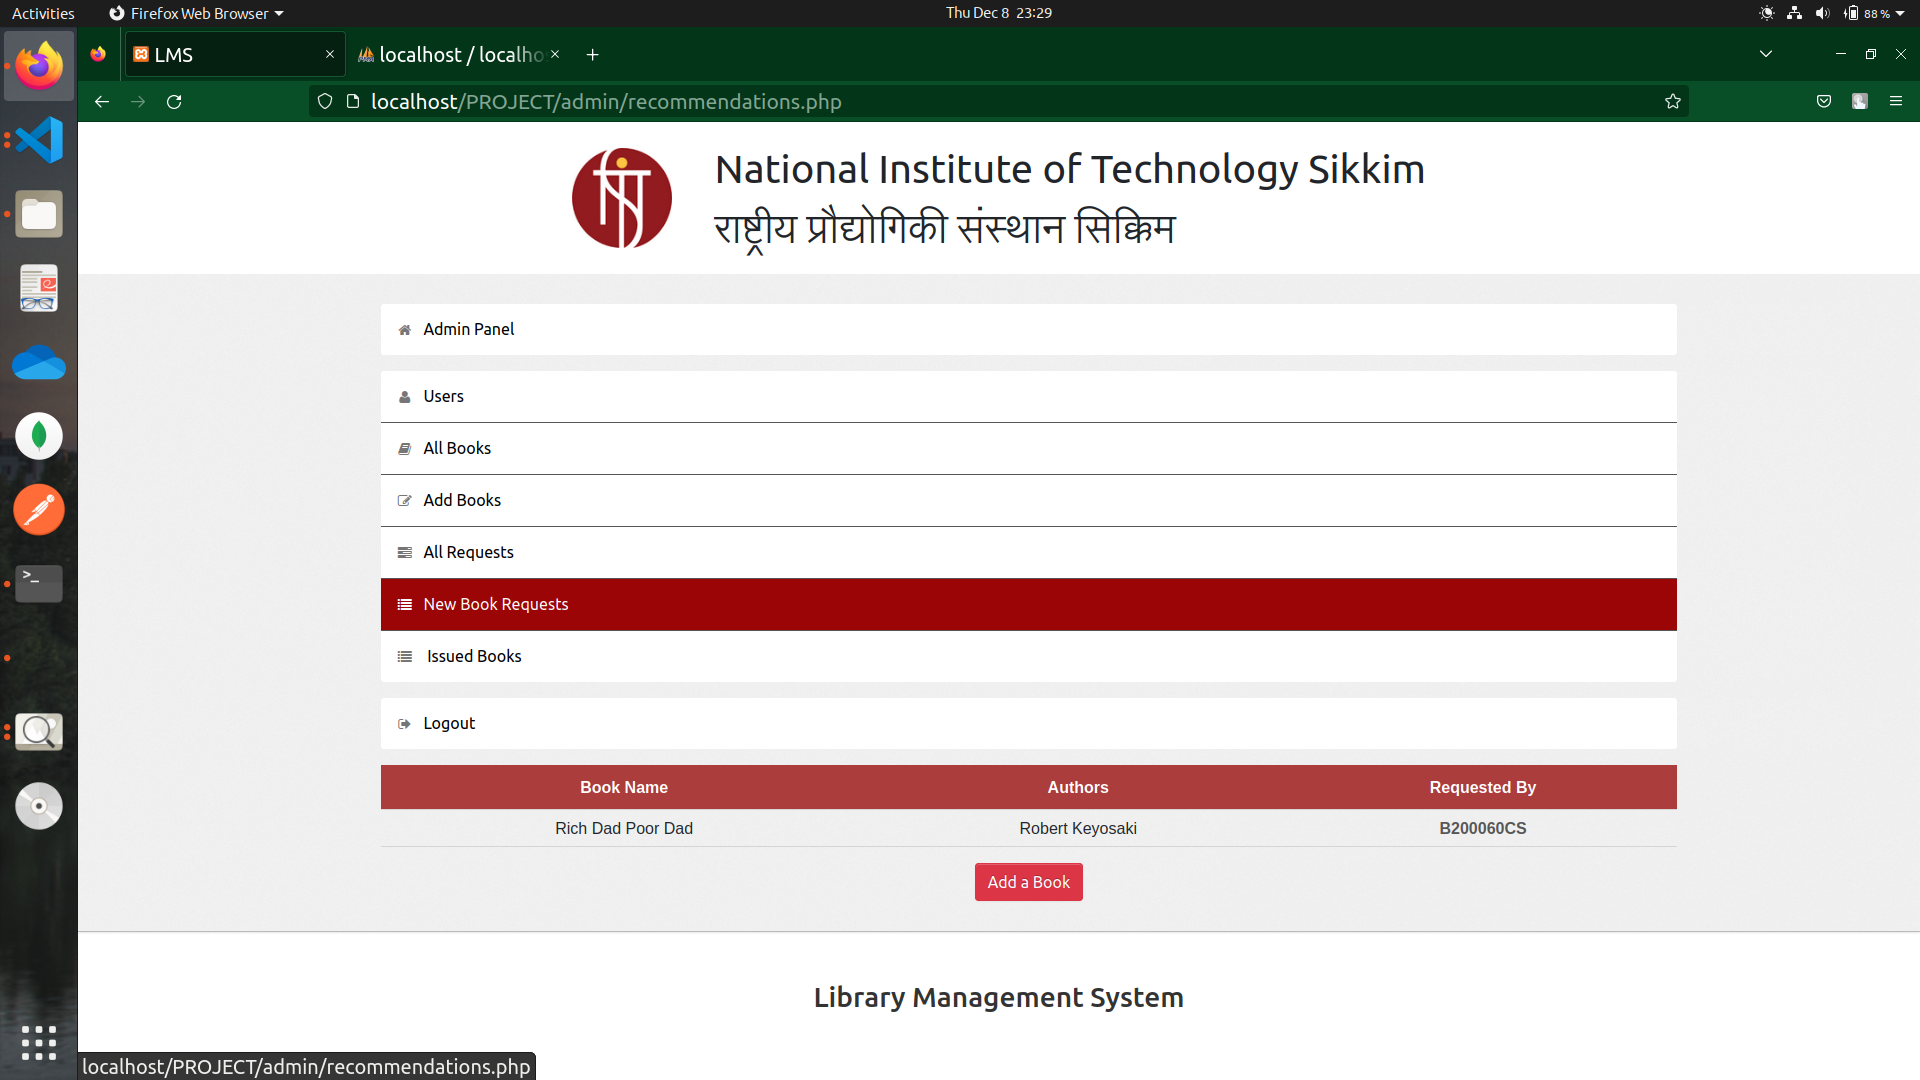 Activities
Firefox Web Browser
Thu Dec 8 23:29
88 %
LMS
localhost / localho
localhost/PROJECT/admin/recommendations.php
National Institute of Technology Sikkim
राष्ट्रीय प्रौद्योगिकी संस्थान सिक्किम
Admin Panel
Users
All Books
Add Books
All Requests
New Book Requests
Issued Books
Logout
Book Name Authors Requested By
Rich Dad Poor Dad Robert Keyosaki B200060CS
Add a Book
Library Management System
localhost/PROJECT/admin/recommendations.php